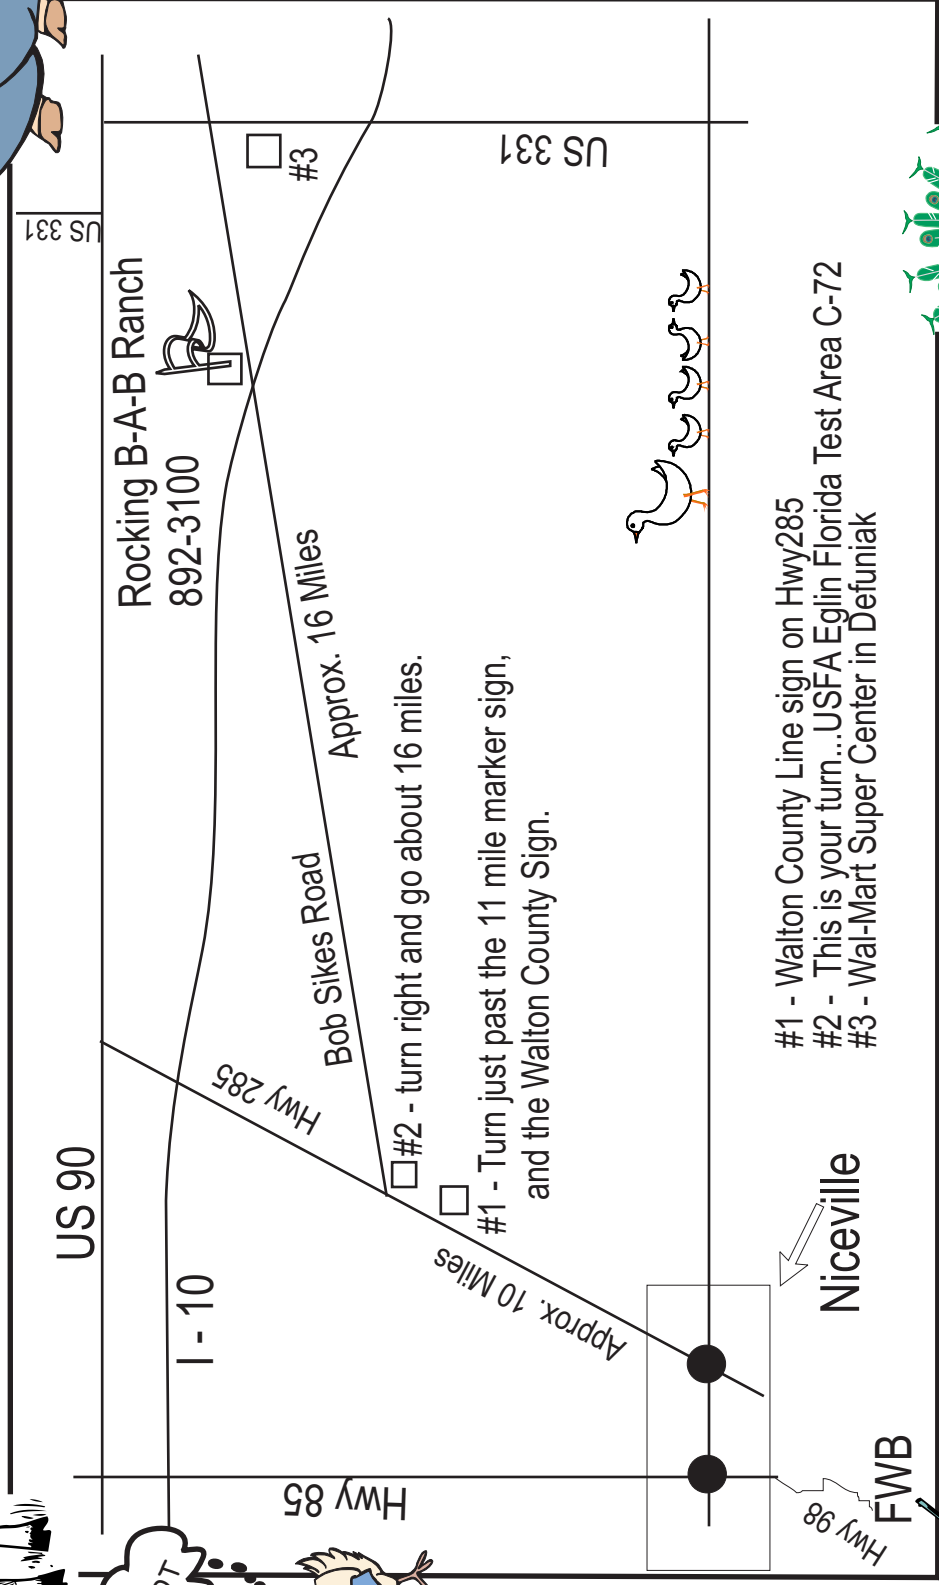 US 90
US 331
Rocking B-A-B Ranch
892-3100
I - 10
#3
US 331
Hwy 285
Bob Sikes Road
Approx. 16 Miles
#2 - turn right and go about 16 miles.
#1 - Turn just past the 11 mile marker sign,
and the Walton County Sign.
Approx. 10 Miles
Hwy 85
Niceville
Hwy 98
FWB
#1 - Walton County Line sign on Hwy285
#2 - This is your turn...USFA Eglin Florida Test Area C-72
#3 - Wal-Mart Super Center in Defuniak